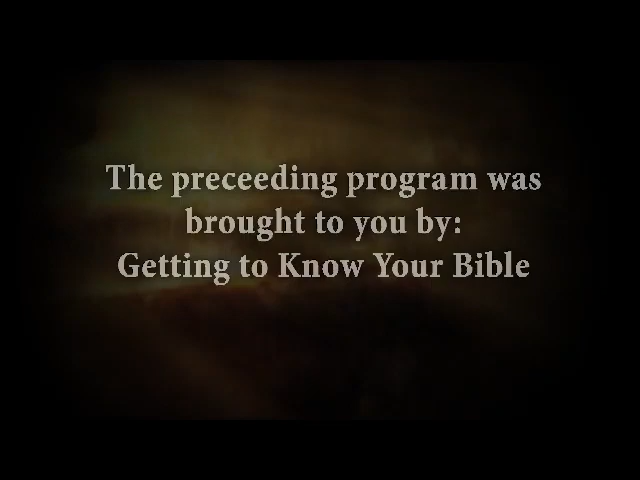 The preceeding program was
brought to you by:
Getting to Know Your Bible